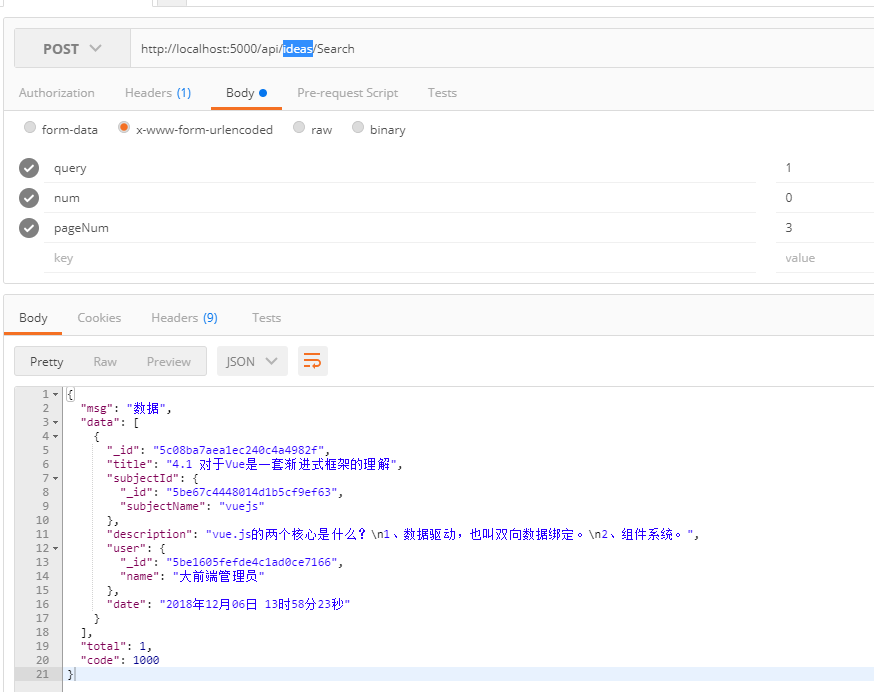 POST http://localhost:5000/api/ideas/Search
Authorization Headers (1) Body Pre-request Script Tests
form-data x-www-form-urlencoded raw binary
query 1
num 0
pageNum 3
key value
Body Cookies Headers (9) Tests
Pretty Raw Preview JSON
1 {
2 "msg": "数据",
3 "data": [
4 {
5 "_id": "5c08ba7aea1ec240c4a4982f",
6 "title": "4.1 对于Vue是一套渐进式框架的理解",
7 "subjectId": {
8 "_id": "5be67c4448014d1b5cf9ef63",
9 "subjectName": "vuejs"
10 },
11 "description": "vue.js的两个核心是什么？\n1、数据驱动，也叫双向数据绑定。\n2、组件系统。",
12 "user": {
13 "_id": "5be1605fefde4c1ad0ce7166",
14 "name": "大前端管理员"
15 },
16 "date": "2018年12月06日 13时58分23秒"
17 }
18 ],
19 "total": 1,
20 "code": 1000
21 }